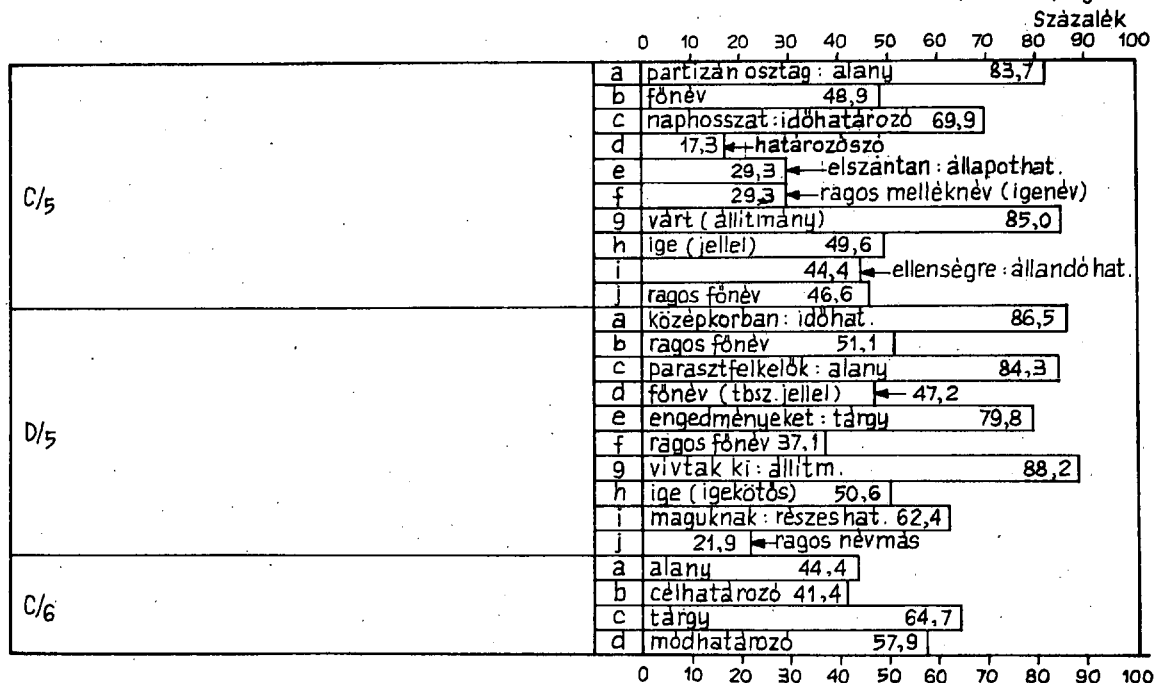 Százalék
0 10 20 30 40 50 60 70 80 90 100
a partizán osztag : alany 83,7
b főnév 48,9
c naphosszat : időhatározó 69,9
d 17,3 határozószó
e 29,3 elszántan : állapothat.
C/5
f 29,3 ragos melléknév (igenév)
g várt (állítmány) 85,0
h ige (jellel) 49,6
i 44,4 ellenségre : állandó hat.
j ragos főnév 46,6
a középkorban : időhat. 86,5
b ragos főnév 51,1
c parasztfelkelők : alany 84,3
d főnév (tbsz. jellel) 47,2
e engedményeket : tárgy 79,8
D/5
f ragos főnév 37,1
g vívtak ki : állítm. 88,2
h ige (igekötős) 50,6
i maguknak : részeshat. 62,4
j 21,9 ragos névmás
a alany 44,4
b célhatározó 41,4
C/6
c tárgy 64,7
d módhatározó 57,9
0 10 20 30 40 50 60 70 80 90 100